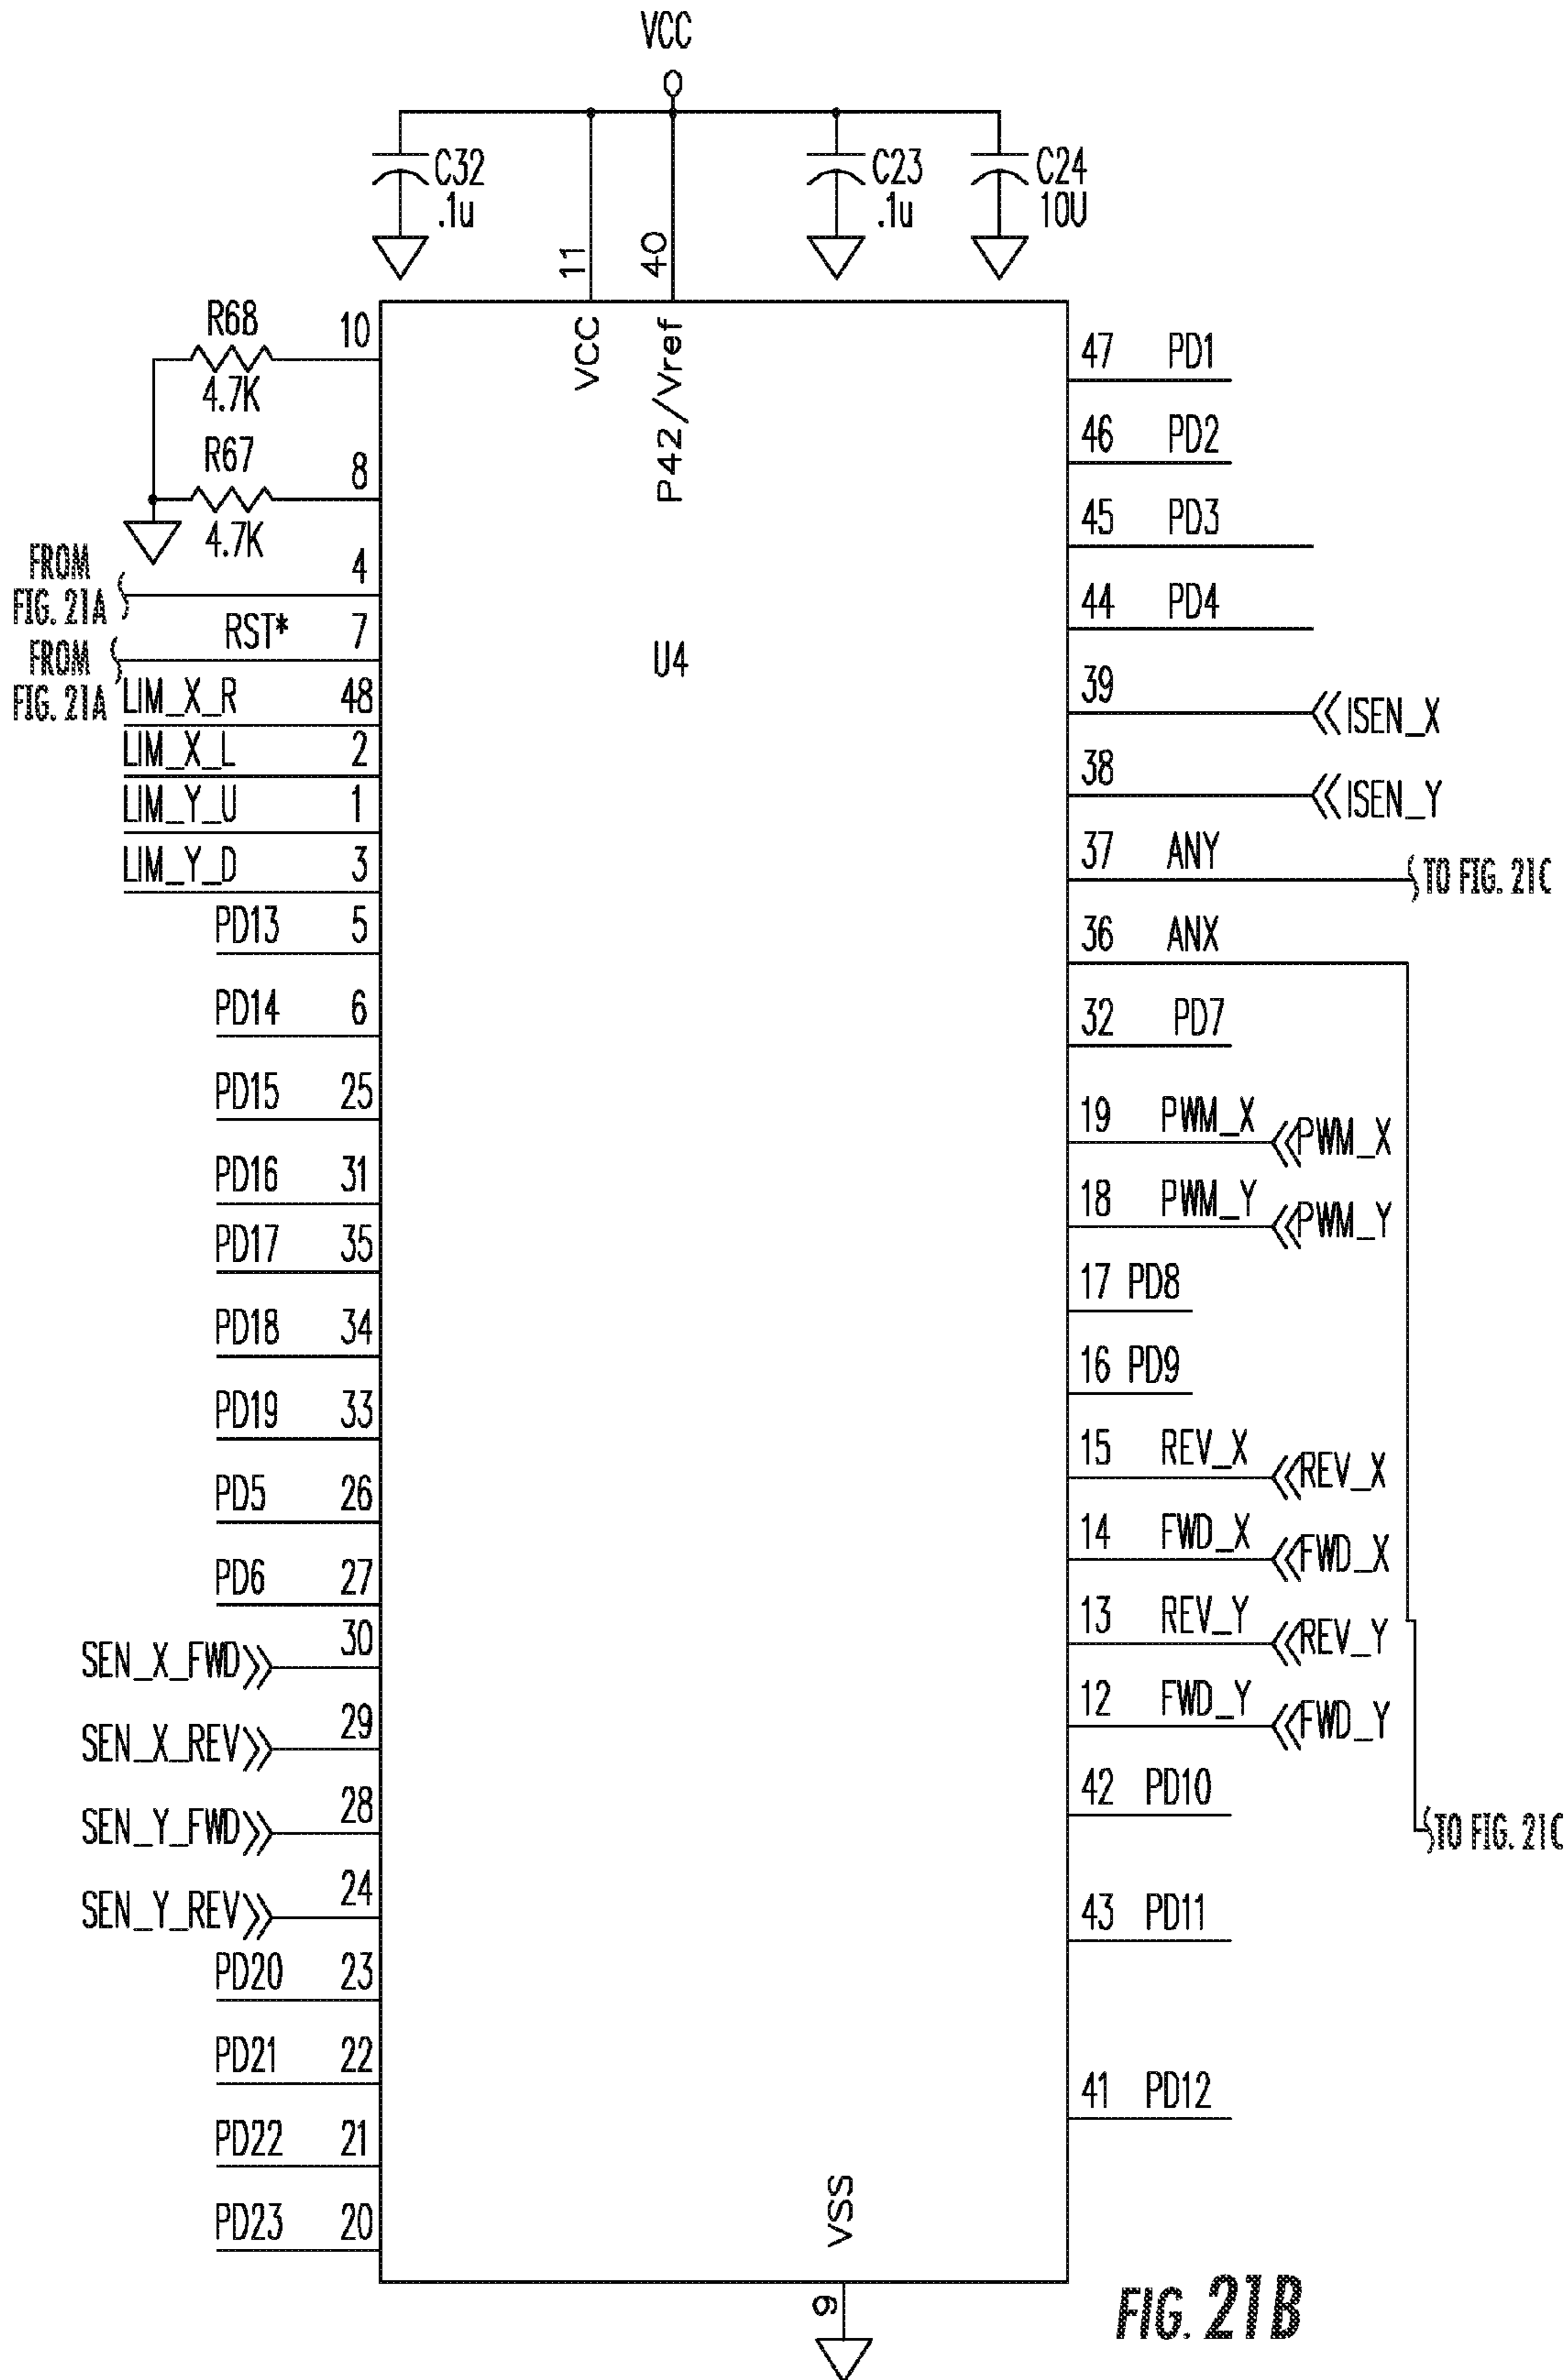 VCC
C32
.1u
C23
.1u
C24
10U
11
40
VCC
P42/Vref
R68
4.7K
10
R67
4.7K
8
FROM
FIG. 21A
4
FROM
FIG. 21A
RST* 7
LIM_X_R 48
LIM_X_L 2
LIM_Y_U 1
LIM_Y_D 3
PD13 5
PD14 6
PD15 25
PD16 31
PD17 35
PD18 34
PD19 33
PD5 26
PD6 27
SEN_X_FWD 30
SEN_X_REV 29
SEN_Y_FWD 28
SEN_Y_REV 24
PD20 23
PD21 22
PD22 21
PD23 20
U4
47 PD1
46 PD2
45 PD3
44 PD4
39 ISEN_X
38 ISEN_Y
37 ANY TO FIG. 21C
36 ANX
32 PD7
19 PWM_X PWM_X
18 PWM_Y PWM_Y
17 PD8
16 PD9
15 REV_X REV_X
14 FWD_X FWD_X
13 REV_Y REV_Y
12 FWD_Y FWD_Y
42 PD10
TO FIG. 21C
43 PD11
41 PD12
VSS
9
FIG. 21B